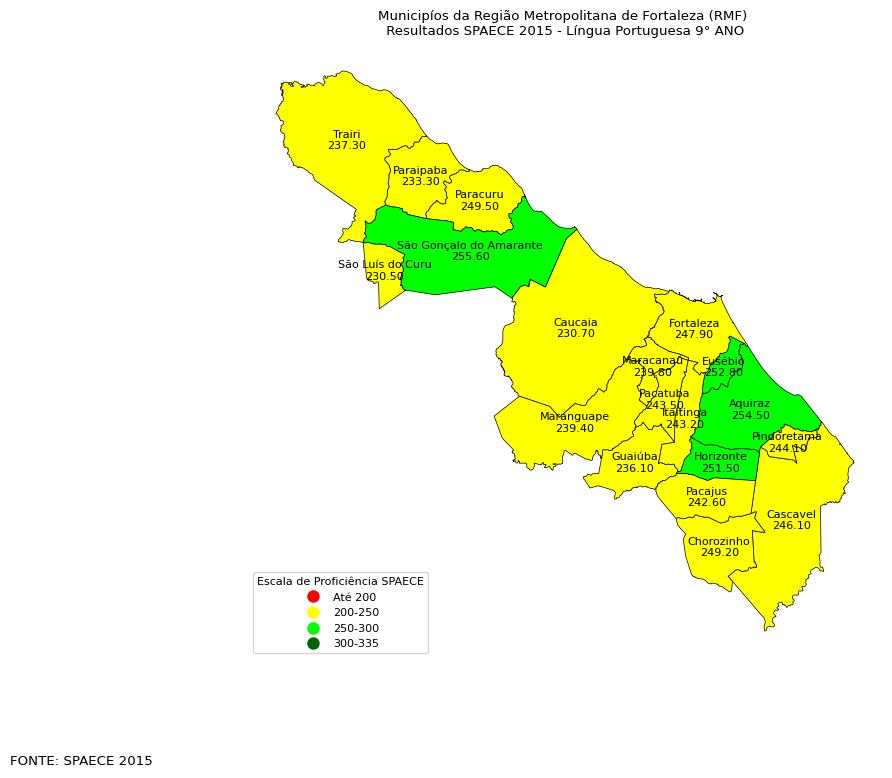 Municipíos da Região Metropolitana de Fortaleza (RMF)
Resultados SPAECE 2015 - Língua Portuguesa 9° ANO
Trairi
237.30
Paraipaba
233.30
Paracuru
249.50
São Gonçalo do Amarante
255.60
São Luís do Curu
230.50
Caucaia
230.70
Fortaleza
247.90
Maracanaú
239.80
Eusébio
252.80
Pacatuba
243.50
Itaitinga
243.20
Aquiraz
254.50
Maranguape
239.40
Pindoretama
244.10
Guaiúba
236.10
Horizonte
251.50
Pacajus
242.60
Cascavel
246.10
Chorozinho
249.20
Escala de Proficiência SPAECE
Até 200
200-250
250-300
300-335
FONTE: SPAECE 2015